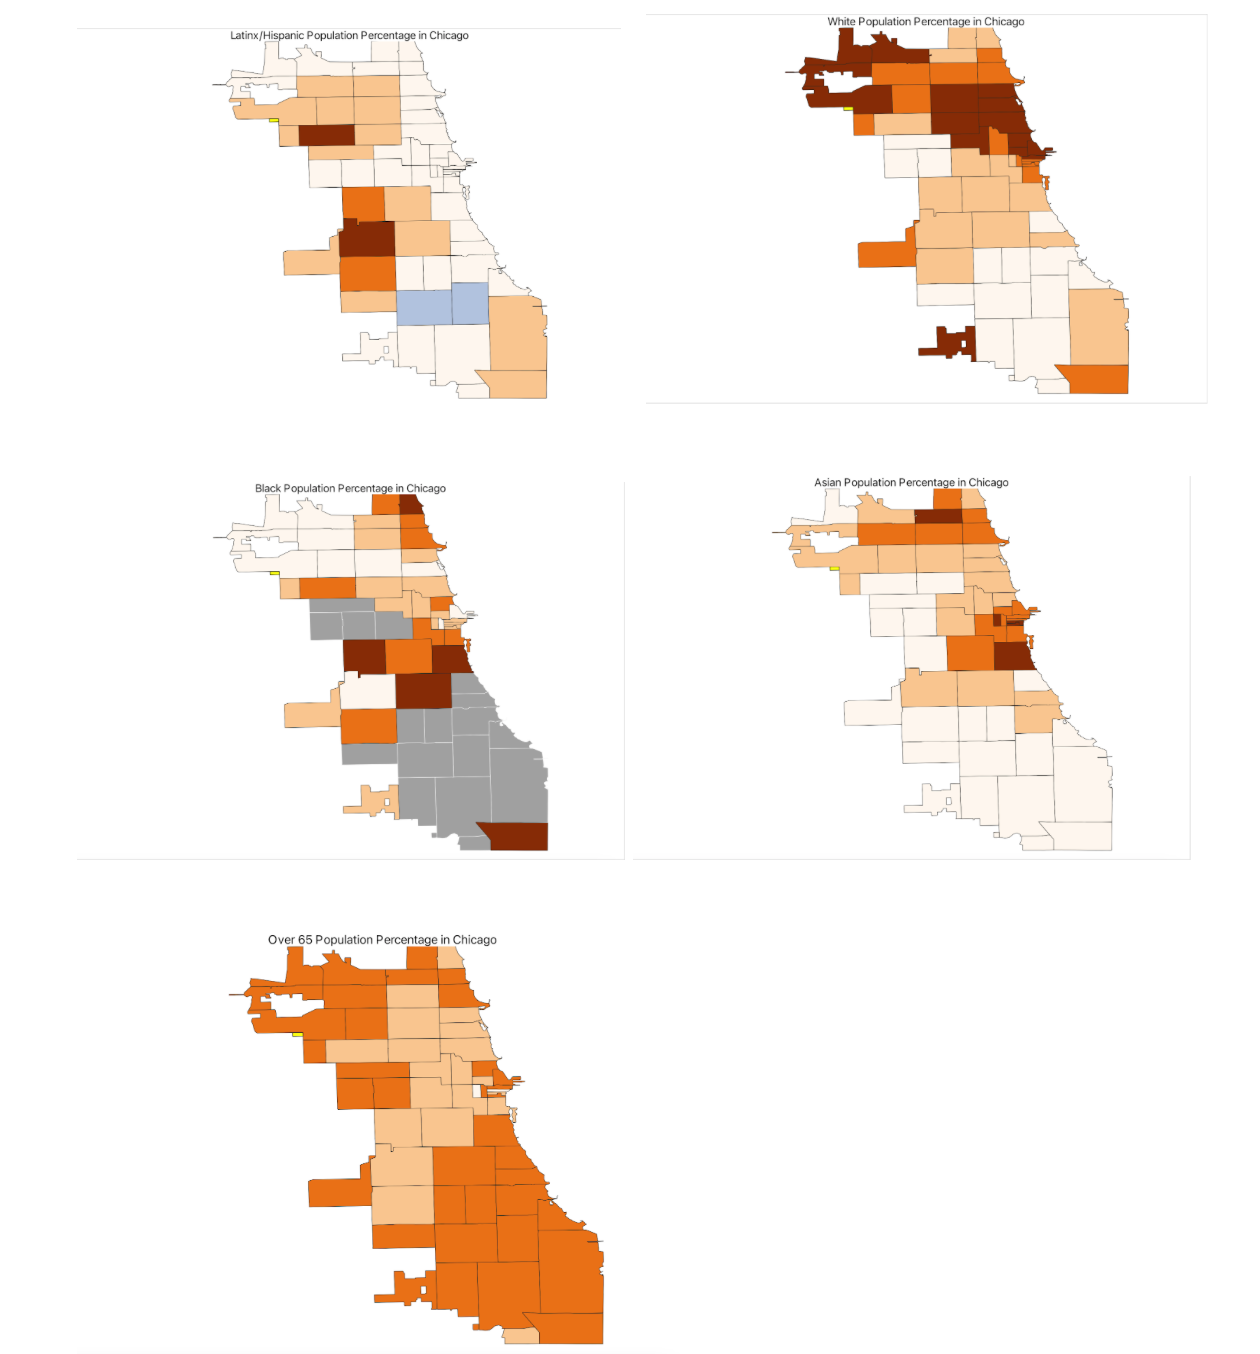 Latinx/Hispanic Population Percentage in Chicago
White Population Percentage in Chicago
Black Population Percentage in Chicago
Asian Population Percentage in Chicago
Over 65 Population Percentage in Chicago